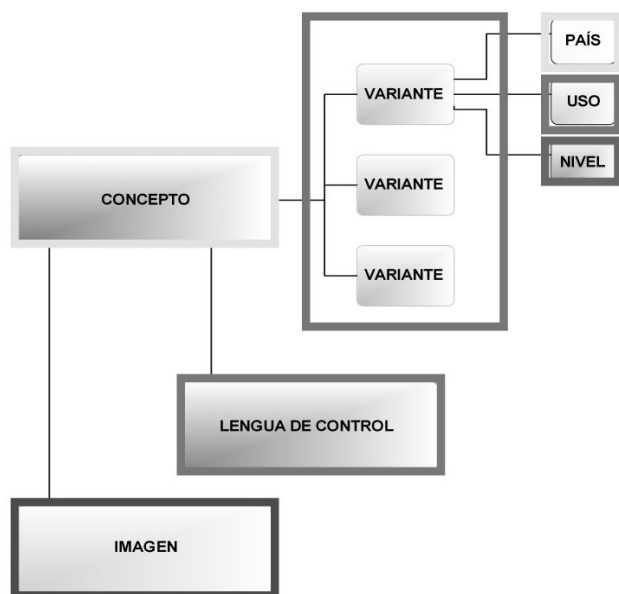 PAÍS
VARIANTE
USO
NIVEL
VARIANTE
CONCEPTO
VARIANTE
LENGUA DE CONTROL
IMAGEN